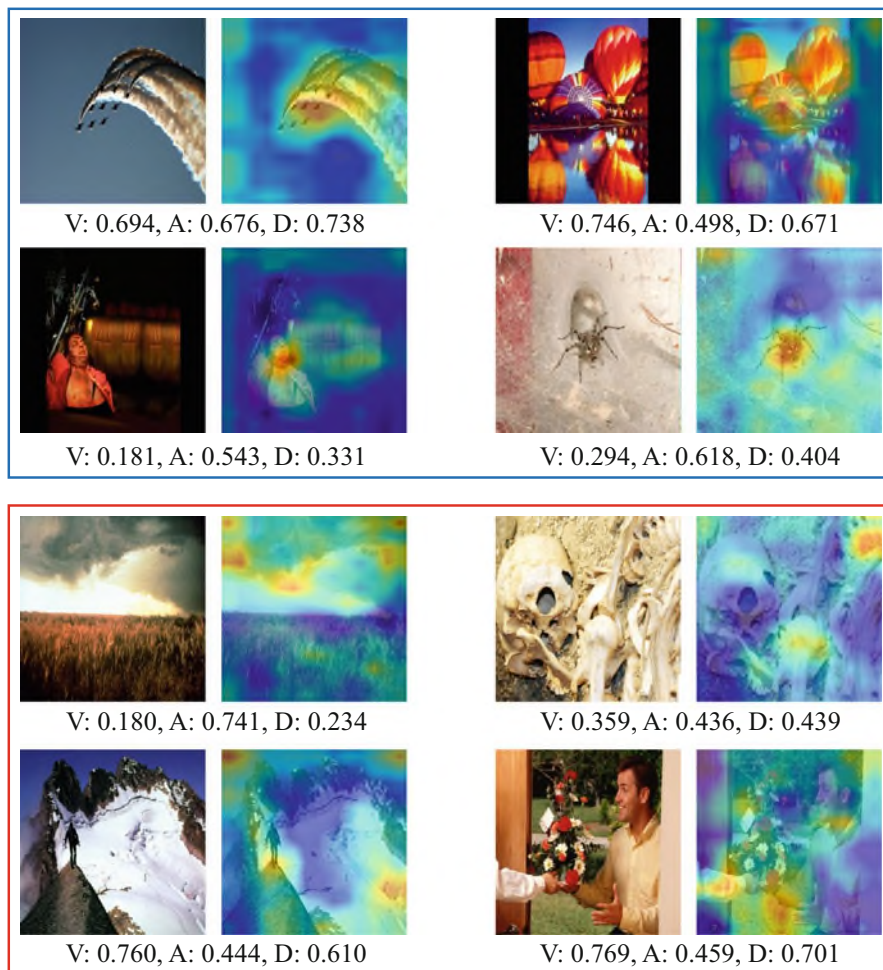 V: 0.694, A: 0.676, D: 0.738
V: 0.746, A: 0.498, D: 0.671
V: 0.181, A: 0.543, D: 0.331
V: 0.294, A: 0.618, D: 0.404
V: 0.180, A: 0.741, D: 0.234
V: 0.359, A: 0.436, D: 0.439
V: 0.760, A: 0.444, D: 0.610
V: 0.769, A: 0.459, D: 0.701